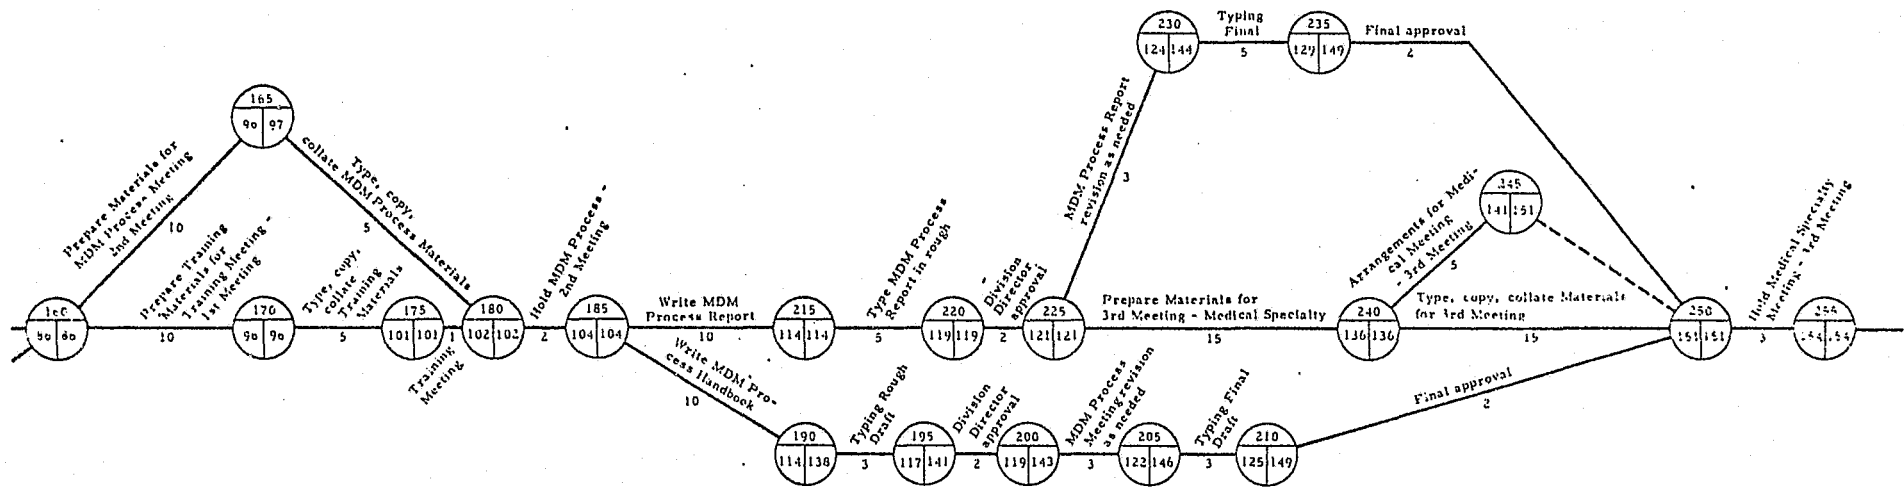 230
124 144
Typing
Final
5
235
129 149
Final approval
4
165
90 97
Prepare Materials for
MDM Process Meeting
2nd Meeting
10
Type, copy,
collate MDM Process Materials
5
MDM Process Report
revision as needed
3
245
141 151
Arrangements for Medi-
cal Meeting
- 3rd Meeting
5
Hold Medical Specialty
Meeting - 3rd Meeting
3
160
Prepare Training
Materials for
Training Meeting -
1st Meeting
10
170
96 96
Type, copy,
collate
Training
Materials
5
175
101 101
1
Training
Meeting
180
102 102
Hold MDM Process -
2nd Meeting
2
185
104 104
Write MDM
Process Report
10
215
114 114
Type MDM Process
Report in rough
5
220
119 119
Division
Director
approval
2
225
121 121
Prepare Materials for
3rd Meeting - Medical Specialty
15
240
136 136
Type, copy, collate Materials
for 3rd Meeting
15
250
151 151
Write MDM Pro-
cess Handbook
10
190
114 138
Typing Rough
Draft
3
195
117 141
Division
Director
approval
2
200
119 143
MDM Process
Meeting revision
as needed
3
205
122 146
Typing Final
Draft
3
210
125 149
Final approval
2